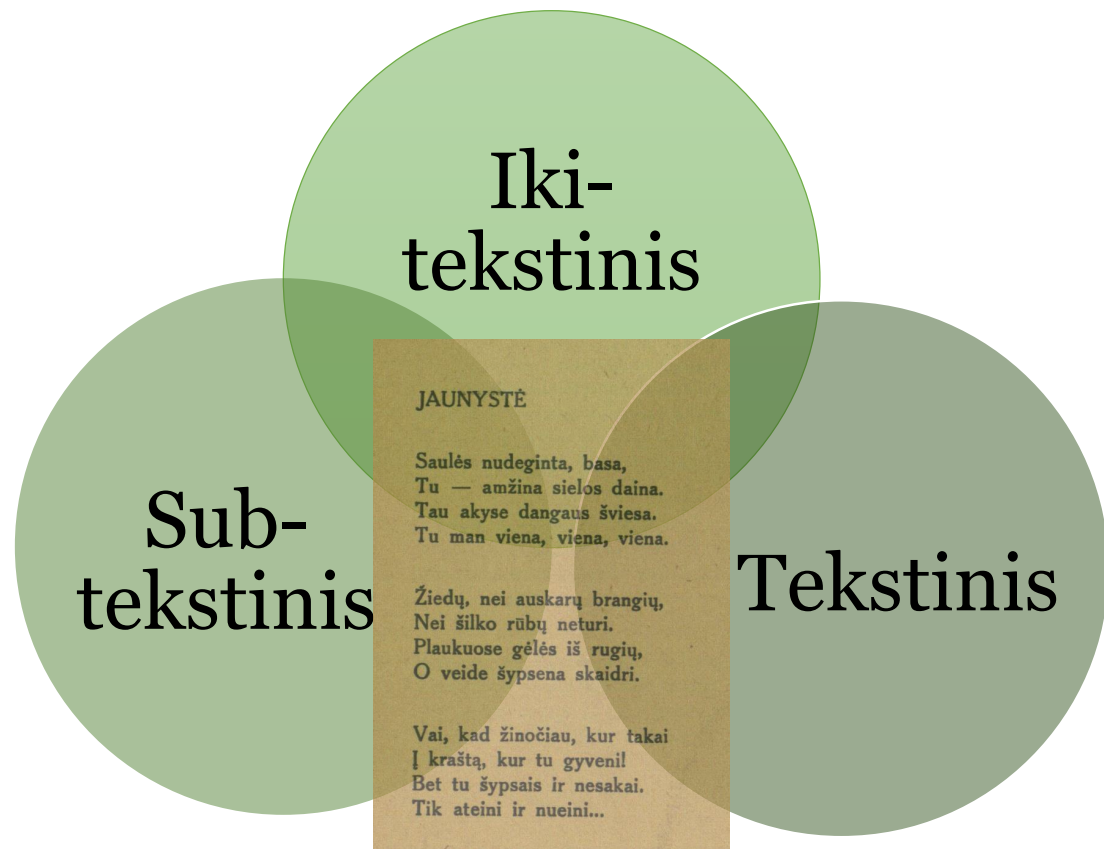 Iki-
tekstinis
Sub-
tekstinis
Tekstinis
JAUNYSTĖ
Saulės nudeginta, basa,
Tu — amžina sielos daina.
Tau akyse dangaus šviesa.
Tu man viena, viena, viena.
Žiedų, nei auskarų brangių,
Nei šilko rūbų neturi.
Plaukuose gėlės iš rugių,
O veide šypsena skaidri.
Vai, kad žinočiau, kur takai
Į kraštą, kur tu gyveni!
Bet tu šypsais ir nesakai.
Tik ateini ir nueini...